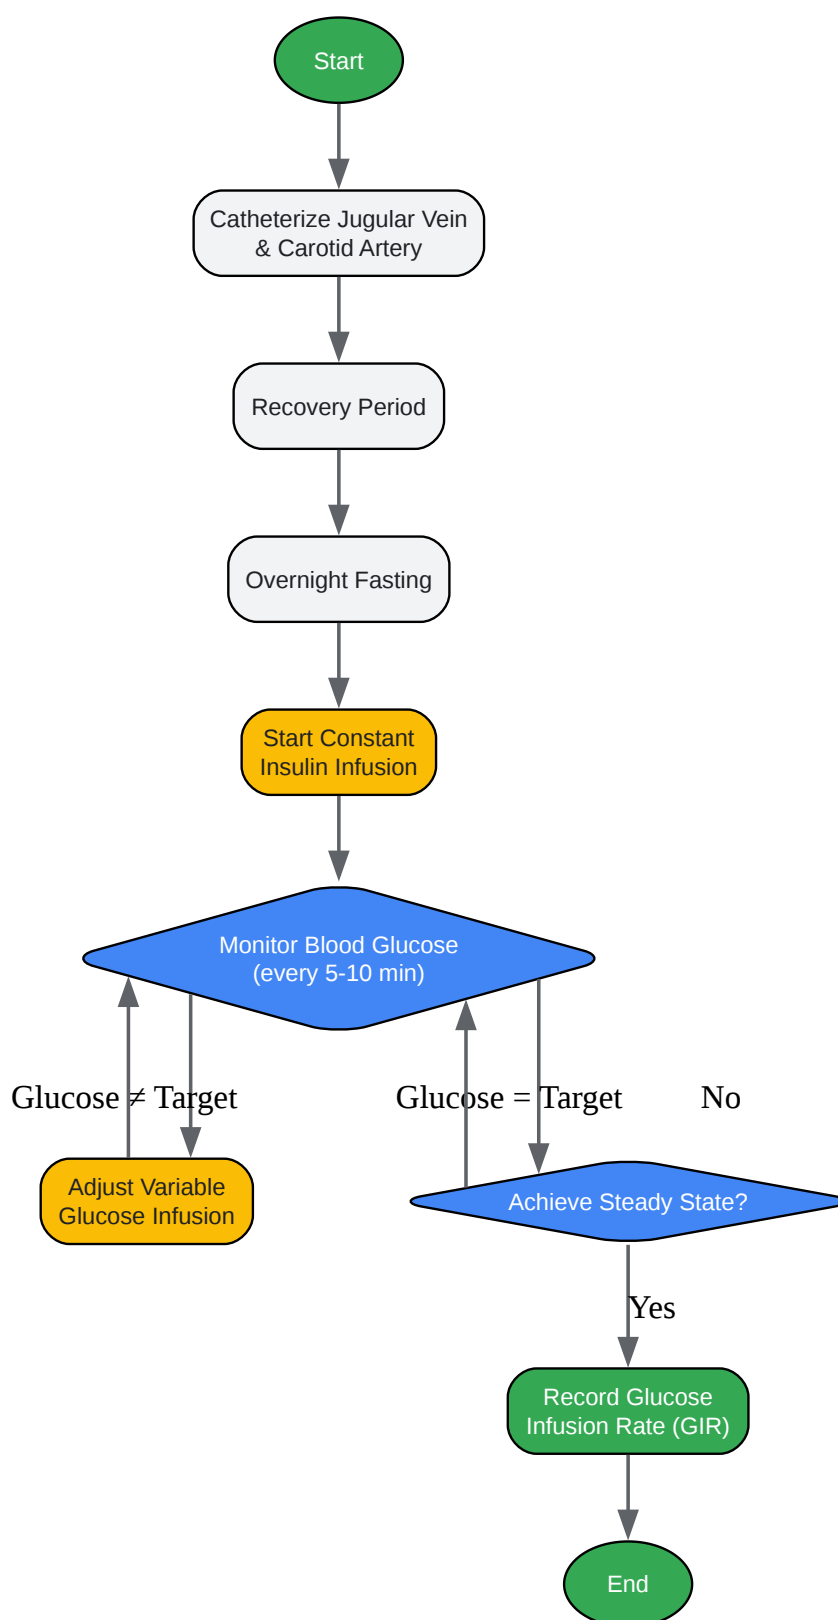 Start
Catheterize Jugular Vein
& Carotid Artery
Recovery Period
Overnight Fasting
Start Constant
Insulin Infusion
Monitor Blood Glucose
(every 5-10 min)
Glucose ≠ Target
Glucose = Target
No
Adjust Variable
Glucose Infusion
Achieve Steady State?
Yes
Record Glucose
Infusion Rate (GIR)
End